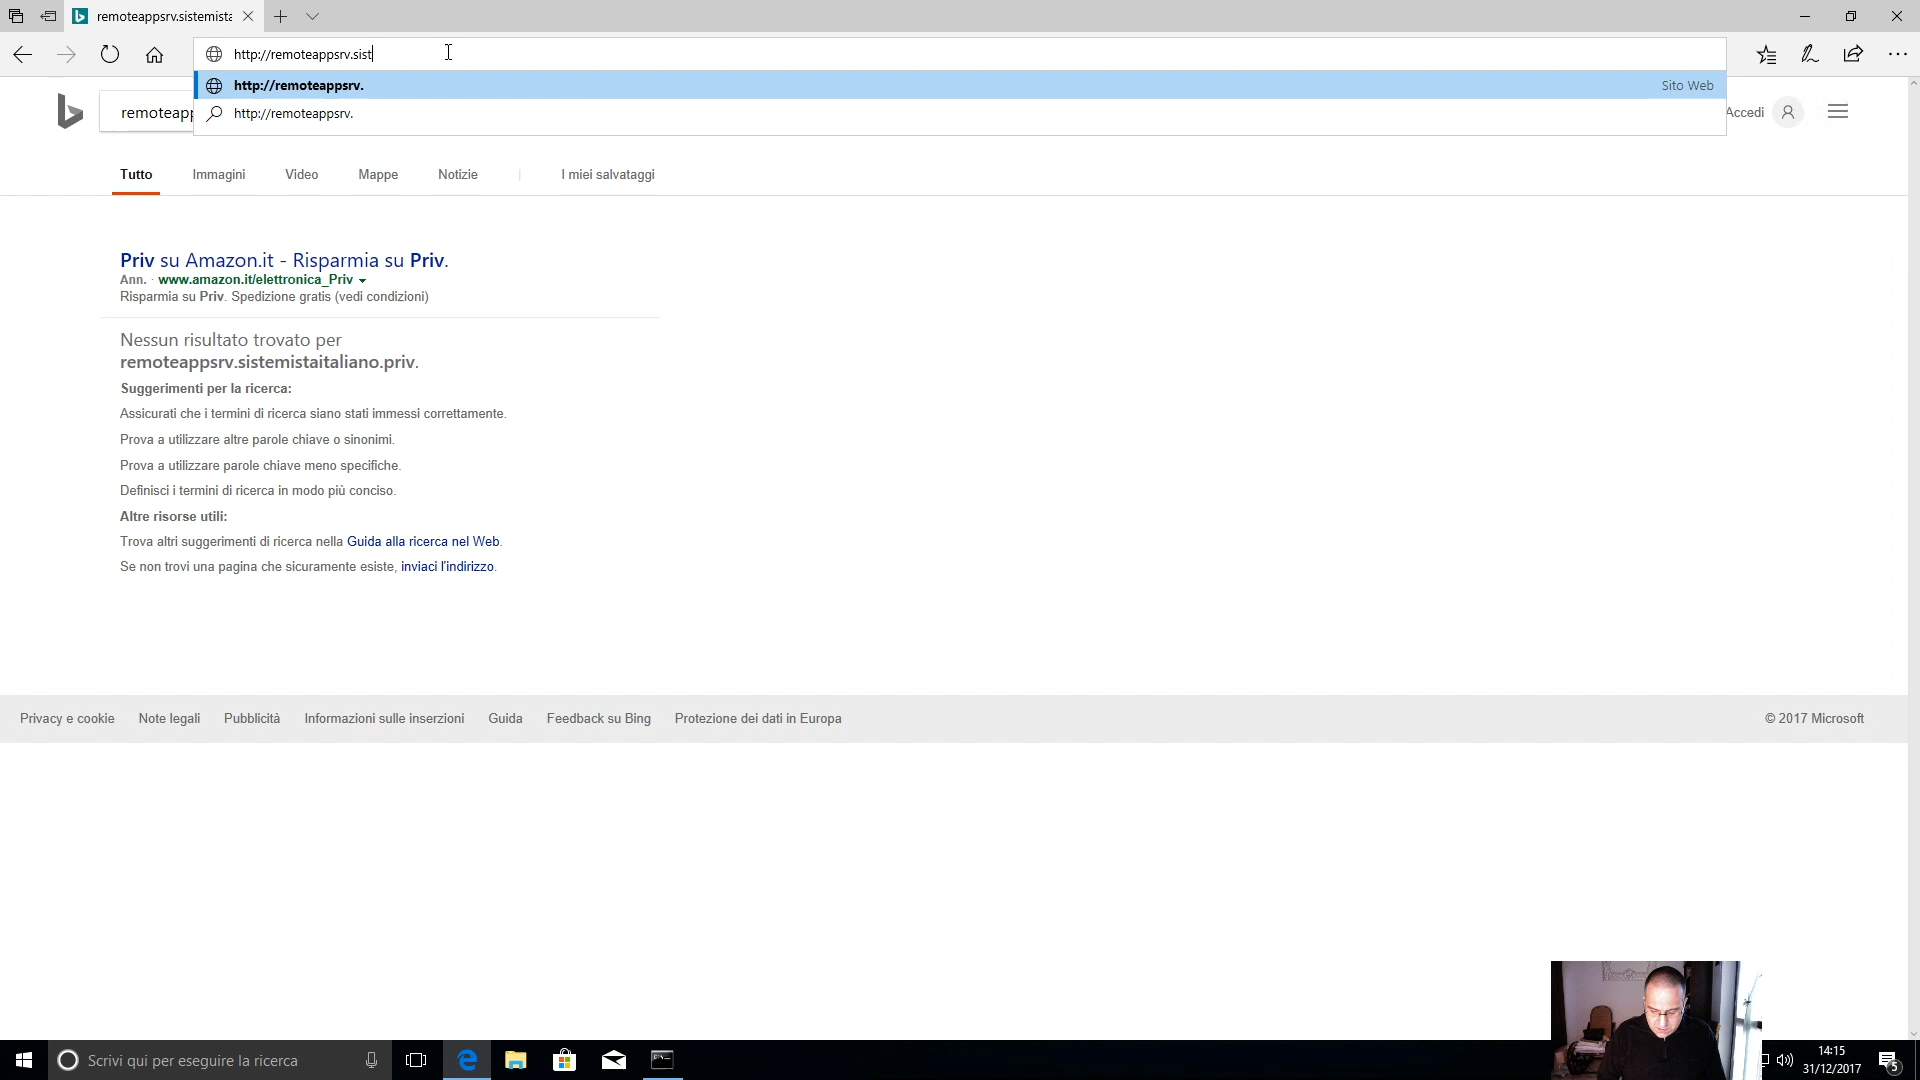 remoteappsrv.sistemista
http://remoteappsrv.sist
http://remoteappsrv.
Sito Web
http://remoteappsrv.
remoteapp
Accedi
Tutto
Immagini
Video
Mappe
Notizie
I miei salvataggi
Priv su Amazon.it - Risparmia su Priv.
Ann. · www.amazon.it/elettronica_Priv
Risparmia su Priv. Spedizione gratis (vedi condizioni)
Nessun risultato trovato per
remoteappsrv.sistemistaitaliano.priv.
Suggerimenti per la ricerca:
Assicurati che i termini di ricerca siano stati immessi correttamente.
Prova a utilizzare altre parole chiave o sinonimi.
Prova a utilizzare parole chiave meno specifiche.
Definisci i termini di ricerca in modo più conciso.
Altre risorse utili:
Trova altri suggerimenti di ricerca nella Guida alla ricerca nel Web.
Se non trovi una pagina che sicuramente esiste, inviaci l'indirizzo.
Privacy e cookie
Note legali
Pubblicità
Informazioni sulle inserzioni
Guida
Feedback su Bing
Protezione dei dati in Europa
© 2017 Microsoft
Scrivi qui per eseguire la ricerca
14:15
31/12/2017
5